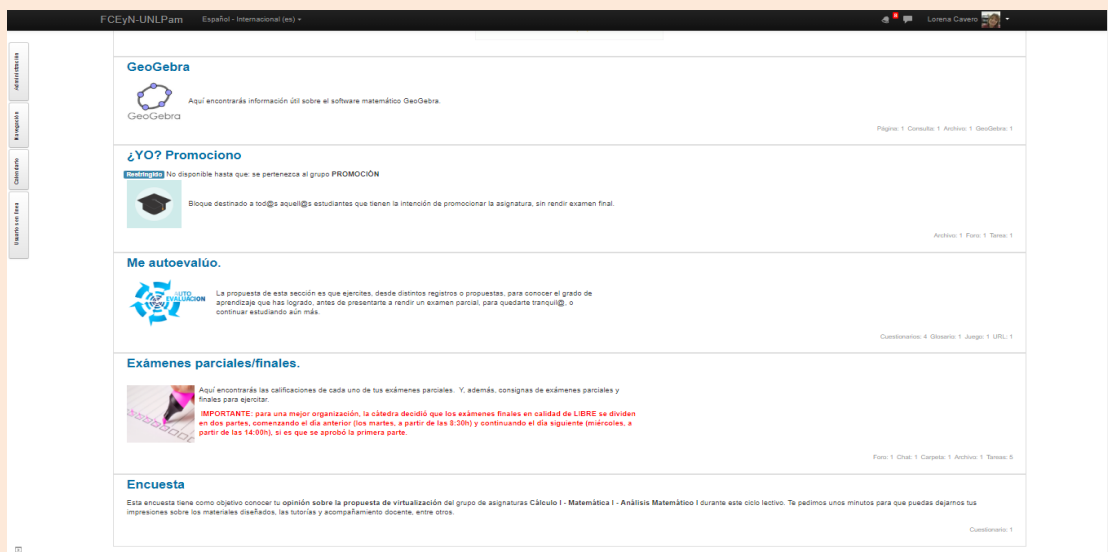 FCEyN-UNLPam Español - Internacional (es) Lorena Cavero
Administración
Navegación
Calendario
Usuarios en línea
GeoGebra
GeoGebra
Aquí encontrarás información útil sobre el software matemático GeoGebra.
Página: 1 Consulta: 1 Archivo: 1 GeoGebra: 1
¿YO? Promociono
Restringido No disponible hasta que: se pertenezca al grupo PROMOCIÓN
Bloque destinado a tod@s aquell@s estudiantes que tienen la intención de promocionar la asignatura, sin rendir examen final.
Archivo: 1 Foro: 1 Tarea: 1
Me autoevalúo.
AUTO
EVALUACION
La propuesta de esta sección es que ejercites, desde distintos registros o propuestas, para conocer el grado de
aprendizaje que has logrado, antes de presentarte a rendir un examen parcial, para quedarte tranquil@, o
continuar estudiando aún más.
Cuestionarios: 4 Glosario: 1 Juego: 1 URL: 1
Exámenes parciales/finales.
Aquí encontrarás las calificaciones de cada uno de tus exámenes parciales. Y, además, consignas de exámenes parciales y
finales para ejercitar.
IMPORTANTE: para una mejor organización, la cátedra decidió que los exámenes finales en calidad de LIBRE se dividen
en dos partes, comenzando el día anterior (los martes, a partir de las 8:30h) y continuando el día siguiente (miércoles, a
partir de las 14:00h), si es que se aprobó la primera parte.
Foro: 1 Chat: 1 Carpeta: 1 Archivo: 1 Tareas: 5
Encuesta
Esta encuesta tiene como objetivo conocer tu opinión sobre la propuesta de virtualización del grupo de asignaturas Cálculo I - Matemática I - Análisis Matemático I durante este ciclo lectivo. Te pedimos unos minutos para que puedas dejarnos tus
impresiones sobre los materiales diseñados, las tutorías y acompañamiento docente, entre otros.
Cuestionario: 1